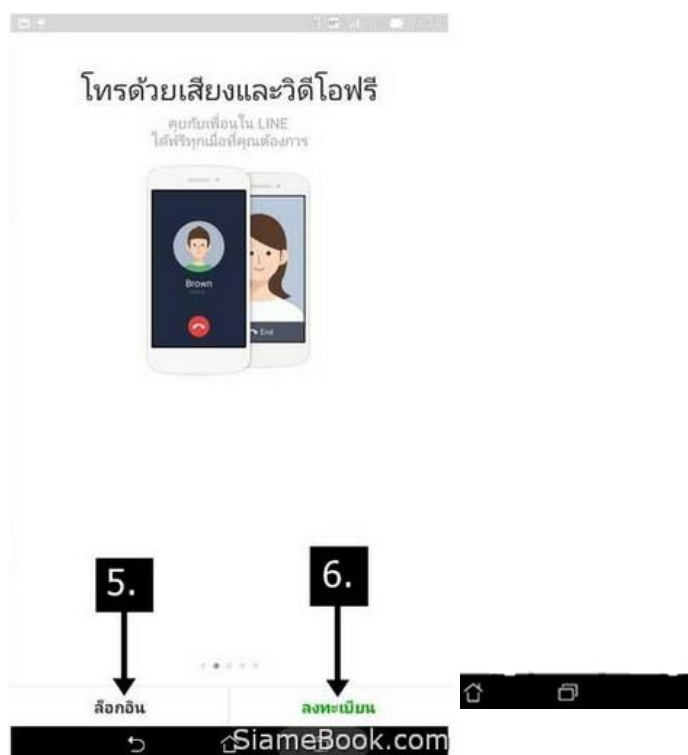 โทรด้วยเสียงและวิดีโอฟรี
คุยกับเพื่อนใน LINE
ได้ฟรีทุกเมื่อที่คุณต้องการ
Brown
End
5.
6.
ล็อกอิน
ลงทะเบียน
SiameBook.com